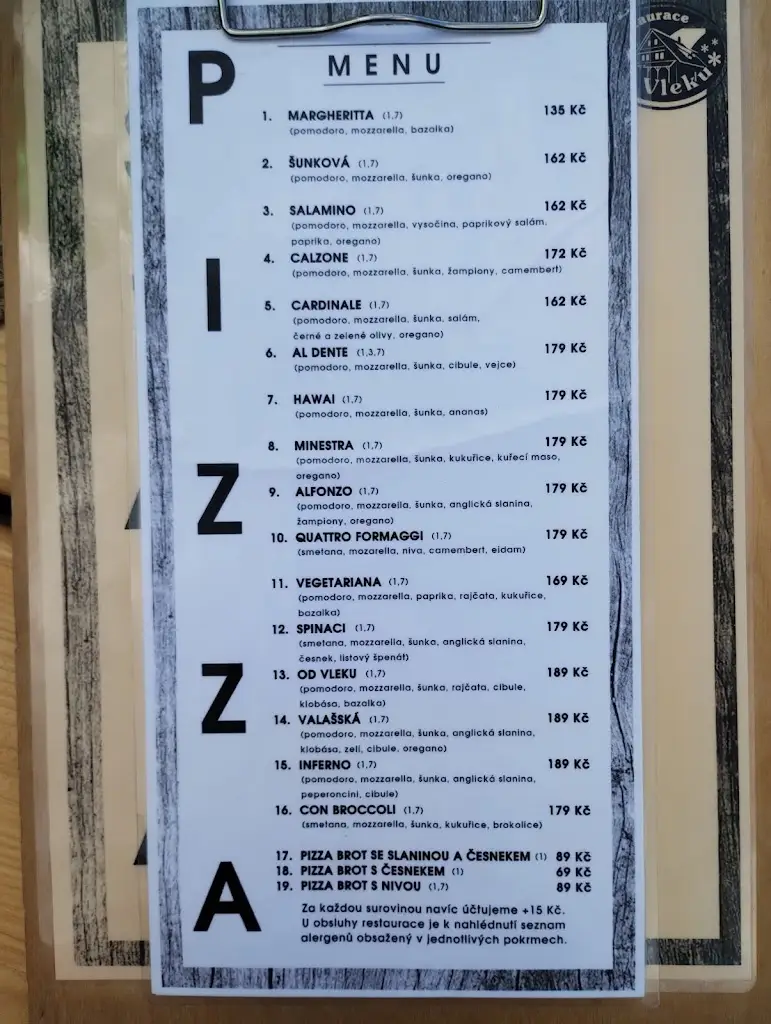 aurace
Vleku
PIZZA
MENU
1. MARGHERITTA (1,7) 135 Kč
(pomodoro, mozzarella, bazalka)
2. ŠUNKOVÁ (1,7) 162 Kč
(pomodoro, mozzarella, šunka, oregano)
3. SALAMINO (1,7) 162 Kč
(pomodoro, mozzarella, vysočina, paprikový salám,
paprika, oregano)
4. CALZONE (1,7) 172 Kč
(pomodoro, mozzarella, šunka, žampiony, camembert)
5. CARDINALE (1,7) 162 Kč
(pomodoro, mozzarella, šunka, salám,
černé a zelené olivy, oregano)
6. AL DENTE (1,3,7) 179 Kč
(pomodoro, mozzarella, šunka, cibule, vejce)
7. HAWAI (1,7) 179 Kč
(pomodoro, mozzarella, šunka, ananas)
8. MINESTRA (1,7) 179 Kč
(pomodoro, mozzarella, šunka, kukuřice, kuřecí maso,
oregano)
9. ALFONZO (1,7) 179 Kč
(pomodoro, mozzarella, šunka, anglická slanina,
žampiony, oregano)
10. QUATTRO FORMAGGI (1,7) 179 Kč
(smetana, mozarella, niva, camembert, eidam)
11. VEGETARIANA (1,7) 169 Kč
(pomodoro, mozzarella, paprika, rajčata, kukuřice,
bazalka)
12. SPINACI (1,7) 179 Kč
(smetana, mozzarella, šunka, anglická slanina,
česnek, listový špenát)
13. OD VLEKU (1,7) 189 Kč
(pomodoro, mozzarella, šunka, rajčata, cibule,
klobása, bazalka)
14. VALAŠSKÁ (1,7) 189 Kč
(pomodoro, mozzarella, šunka, anglická slanina,
klobása, zelí, cibule, oregano)
15. INFERNO (1,7) 189 Kč
(pomodoro, mozzarella, šunka, anglická slanina,
peperoncini, cibule)
16. CON BROCCOLI (1,7) 179 Kč
(smetana, mozzarella, šunka, kukuřice, brokolice)
17. PIZZA BROT SE SLANINOU A ČESNEKEM (1) 89 Kč
18. PIZZA BROT S ČESNEKEM (1) 69 Kč
19. PIZZA BROT S NIVOU (1,7) 89 Kč
Za každou surovinou navíc účtujeme +15 Kč.
U obsluhy restaurace je k nahlédnutí seznam
alergenů obsažený v jednotlivých pokrmech.